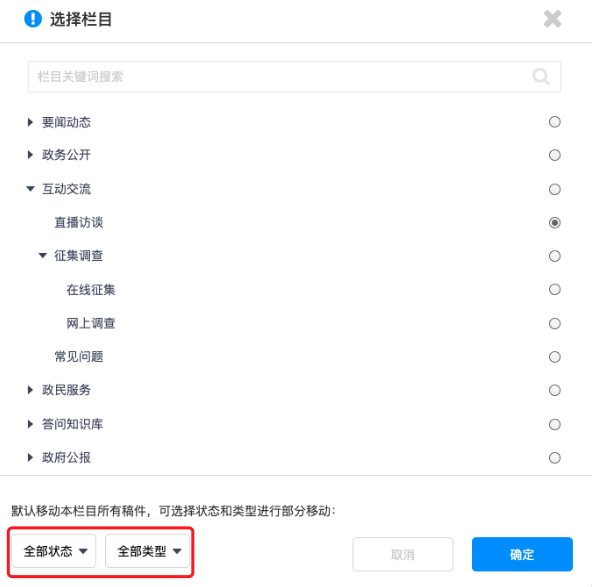 选择栏目
栏目关键词搜索
要闻动态
政务公开
互动交流
直播访谈
征集调查
在线征集
网上调查
常见问题
政民服务
答问知识库
政府公报
默认移动本栏目所有稿件，可选择状态和类型进行部分移动：
全部状态 全部类型 取消 确定